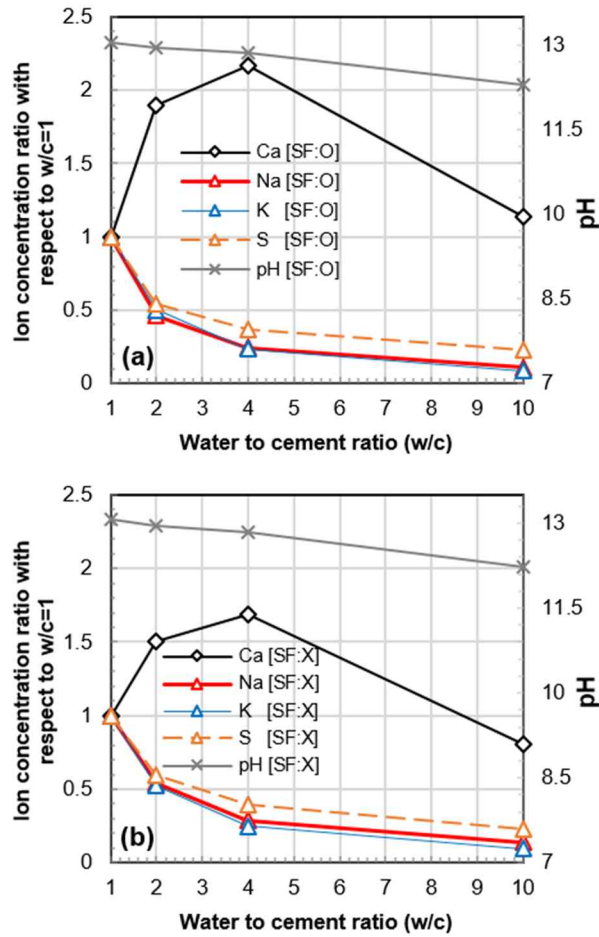 2.5
2
1.5
1
0.5
0
Ion concentration ratio with
respect to w/c=1
13
11.5
10
8.5
7
pH
Ca [SF:O]
Na [SF:O]
K [SF:O]
S [SF:O]
pH [SF:O]
(a)
1 2 3 4 5 6 7 8 9 10
Water to cement ratio (w/c)
2.5
2
1.5
1
0.5
0
Ion concentration ratio with
respect to w/c=1
13
11.5
10
8.5
7
pH
Ca [SF:X]
Na [SF:X]
K [SF:X]
S [SF:X]
pH [SF:X]
(b)
1 2 3 4 5 6 7 8 9 10
Water to cement ratio (w/c)